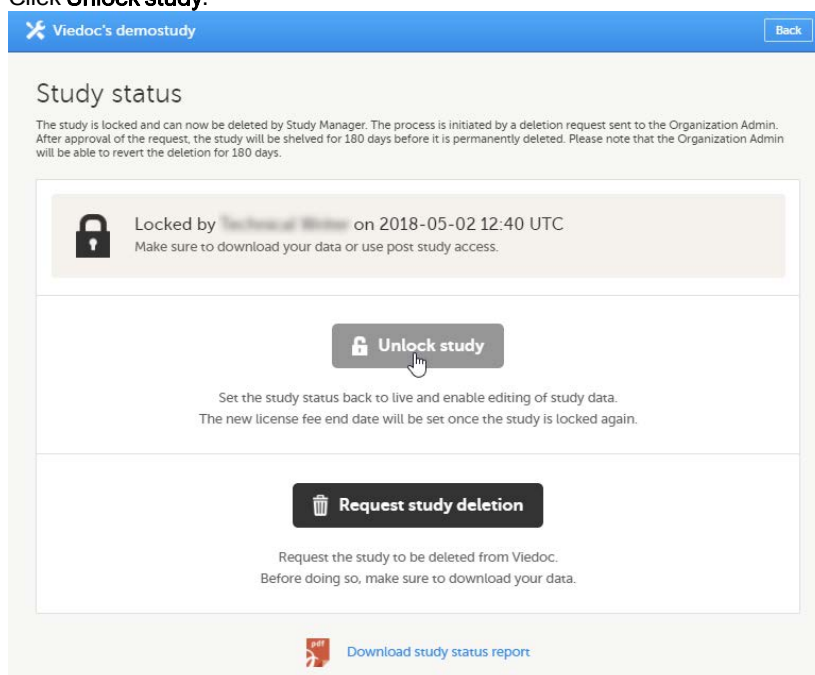 Click Unlock study.
Viedoc's demostudy
Back
Study status
The study is locked and can now be deleted by Study Manager. The process is initiated by a deletion request sent to the Organization Admin.
After approval of the request, the study will be shelved for 180 days before it is permanently deleted. Please note that the Organization Admin
will be able to revert the deletion for 180 days.
Locked by on 2018-05-02 12:40 UTC
Make sure to download your data or use post study access.
Unlock study
Set the study status back to live and enable editing of study data.
The new license fee end date will be set once the study is locked again.
Request study deletion
Request the study to be deleted from Viedoc.
Before doing so, make sure to download your data.
pdf
Download study status report